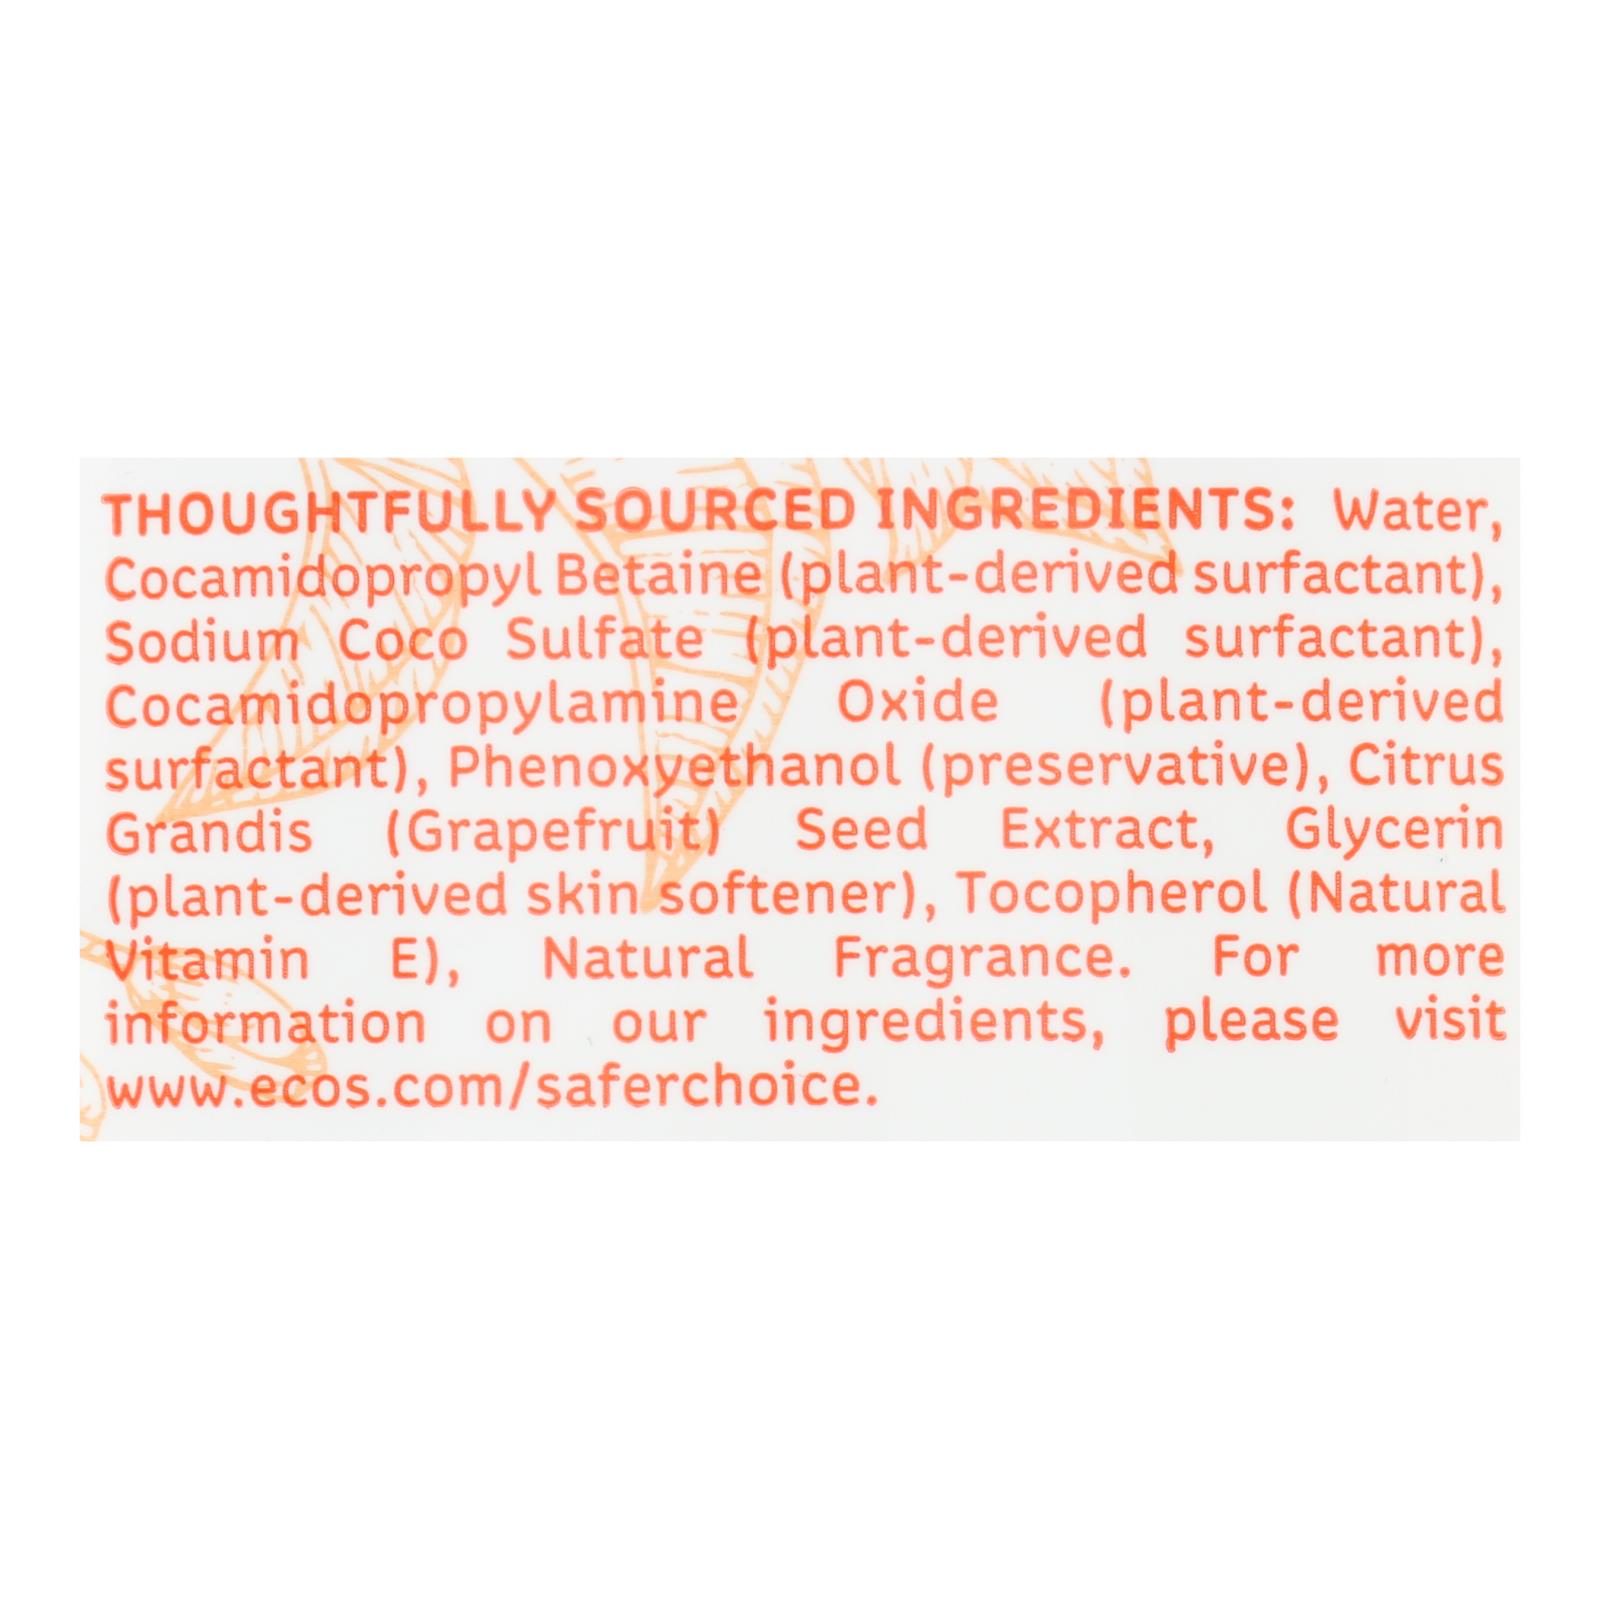 THOUGHTFULLY SOURCED INGREDIENTS: Water,
Cocamidopropyl Betaine (plant-derived surfactant),
Sodium Coco Sulfate (plant-derived surfactant),
Cocamidopropylamine Oxide (plant-derived
surfactant), Phenoxyethanol (preservative), Citrus
Grandis (Grapefruit) Seed Extract, Glycerin
(plant-derived skin softener), Tocopherol (Natural
Vitamin E), Natural Fragrance. For more
information on our ingredients, please visit
www.ecos.com/saferchoice.